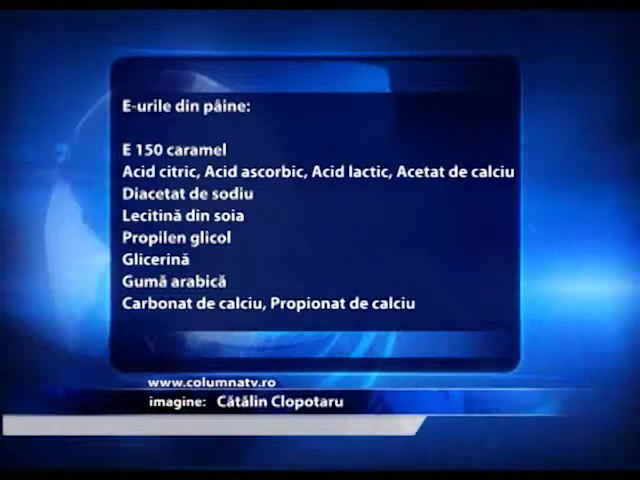 E-urile din pâine:
E 150 caramel
Acid citric, Acid ascorbic, Acid lactic, Acetat de calciu
Diacetat de sodiu
Lecitină din soia
Propilen glicol
Glicerină
Gumă arabică
Carbonat de calciu, Propionat de calciu
www.columnatv.ro
imagine: Cătălin Clopotaru